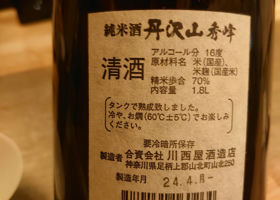 純米酒 丹沢山 秀峰
清酒
アルコール分 16度
原材料名 米(国産)、
米麹(国産米)
精米歩合 70%
内容量 1.8L
タンクで熟成致しました。
冷や、お燗(60℃±5℃)でお楽しみ
ください。
要冷暗所保存
製造者 合資会社 川西屋酒造店
神奈川県足柄上郡山北町山北250
製造年月 24.4.月